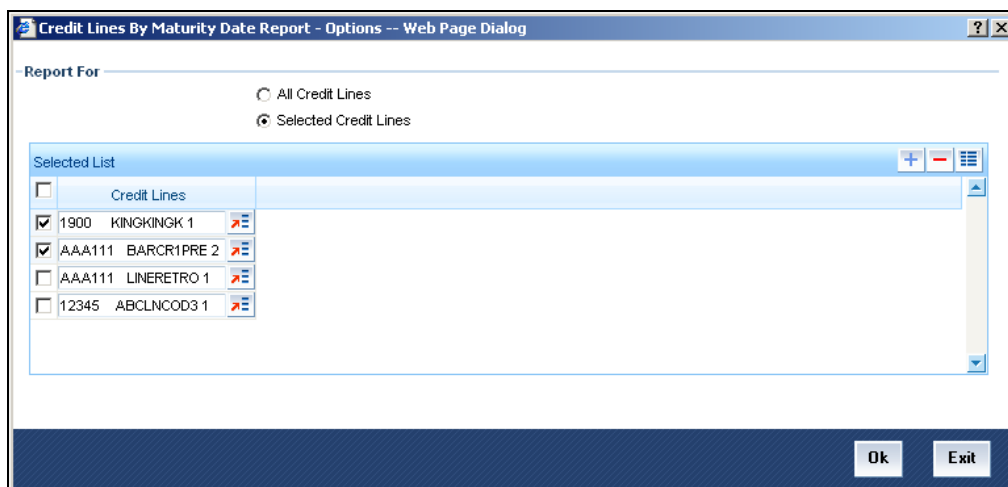 Credit Lines By Maturity Date Report - Options -- Web Page Dialog
Report For
All Credit Lines
Selected Credit Lines
Selected List
Credit Lines
1900 KINGKINGK 1
AAA111 BARCR1PRE 2
AAA111 LINERETRO 1
12345 ABCLNCOD3 1
Ok Exit